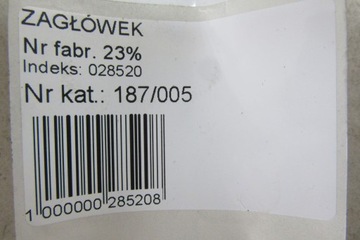 ZAGŁÓWEK
Nr fabr. 23%
Indeks: 028520
Nr kat.: 187/005
1 000000 285208